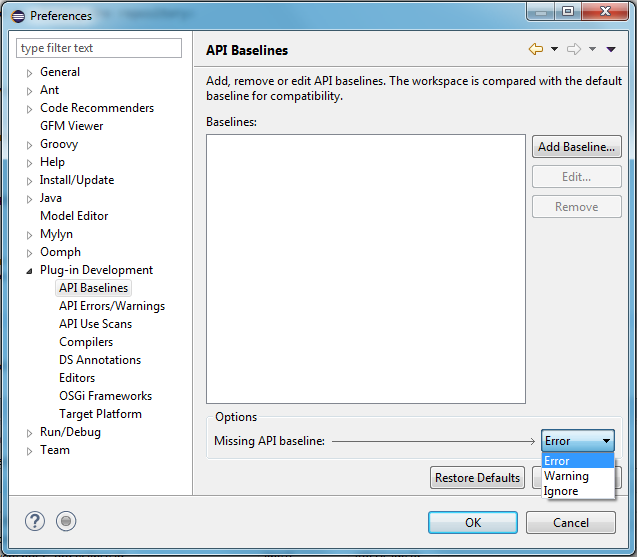 Preferences
type filter text
General
Ant
Code Recommenders
GFM Viewer
Groovy
Help
Install/Update
Java
Model Editor
Mylyn
Oomph
Plug-in Development
API Baselines
API Errors/Warnings
API Use Scans
Compilers
DS Annotations
Editors
OSGi Frameworks
Target Platform
Run/Debug
Team
API Baselines
Add, remove or edit API baselines. The workspace is compared with the default
baseline for compatibility.
Baselines:
Add Baseline...
Edit...
Remove
Options
Missing API baseline:
Error
Error
Warning
Ignore
Restore Defaults
OK
Cancel